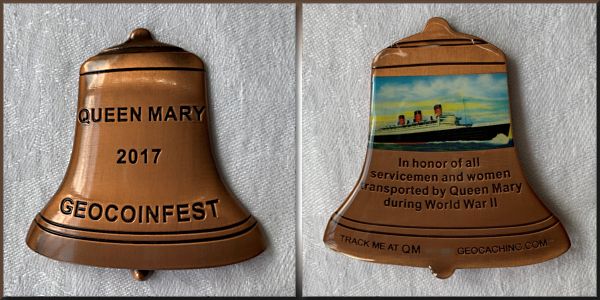 QUEEN MARY
2017
GEOCOINFEST
In honor of all
servicemen and women
transported by Queen Mary
during World War II
TRACK ME AT QM GEOCACHING.COM